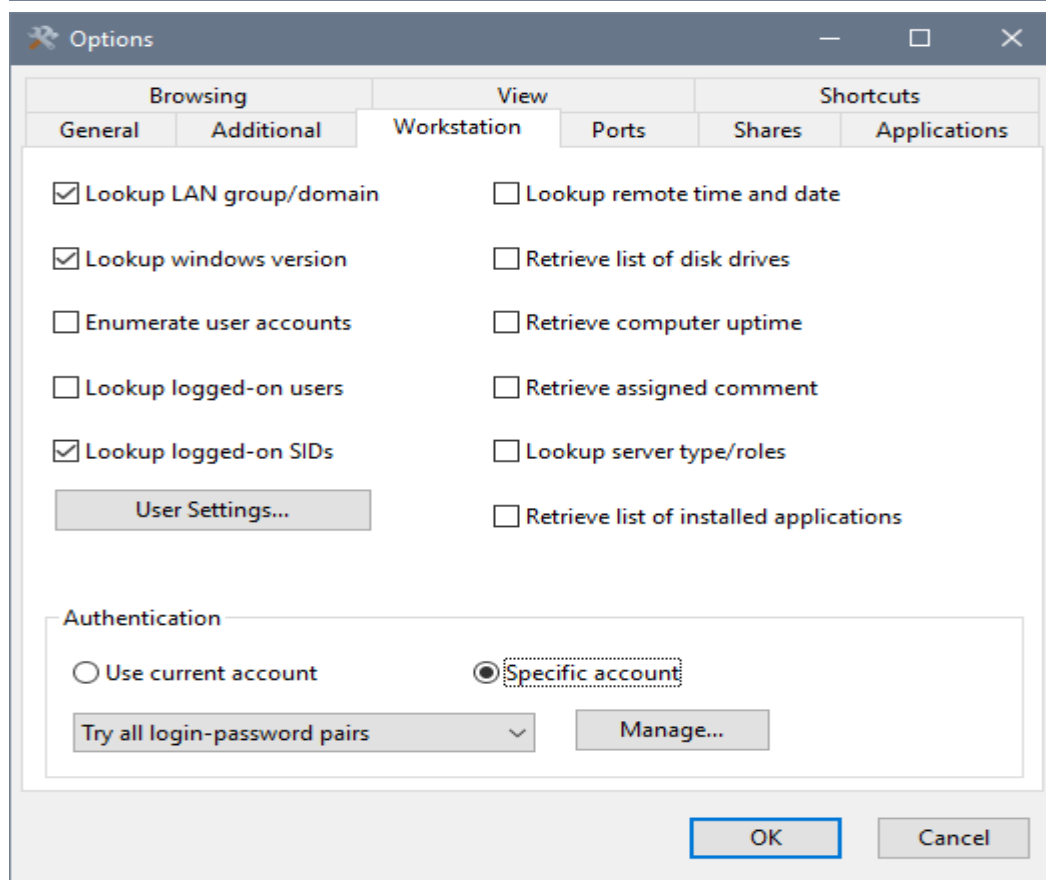 Options
Browsing View Shortcuts
General Additional Workstation Ports Shares Applications
Lookup LAN group/domain Lookup remote time and date
Lookup windows version Retrieve list of disk drives
Enumerate user accounts Retrieve computer uptime
Lookup logged-on users Retrieve assigned comment
Lookup logged-on SIDs Lookup server type/roles
User Settings... Retrieve list of installed applications
Authentication
Use current account Specific account
Try all login-password pairs Manage...
OK Cancel